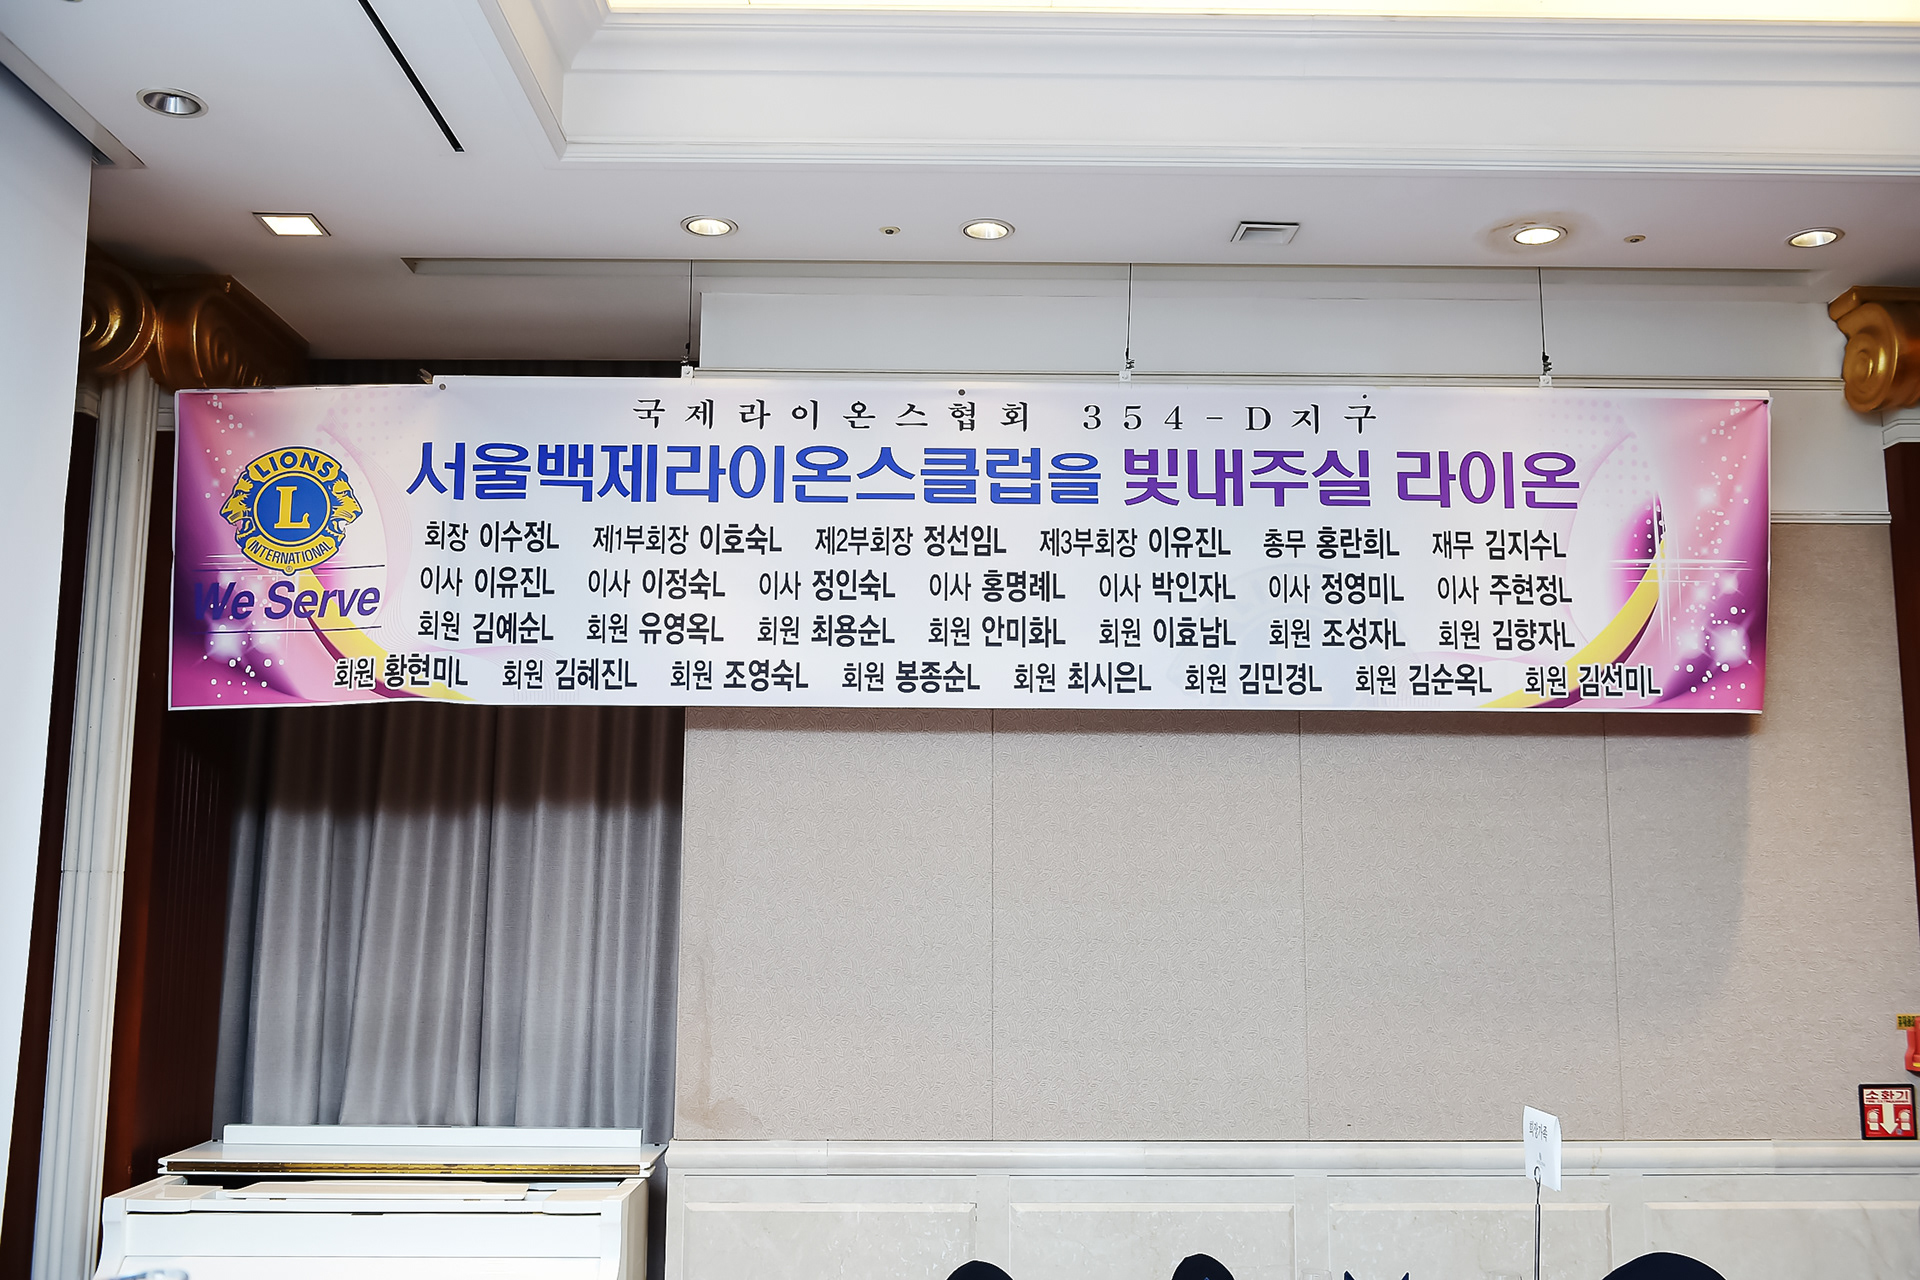 국제라이온스협회 354-D지구
서울백제라이온스클럽을 빛내주실 라이온
LIONS
L
INTERNATIONAL
We Serve
회장 이수정L 제1부회장 이호숙L 제2부회장 정선임L 제3부회장 이유진L 총무 홍란희L 재무 김지수L
이사 이유진L 이사 이정숙L 이사 정인숙L 이사 홍명례L 이사 박인자L 이사 정영미L 이사 주현정L
회원 김예순L 회원 유영옥L 회원 최용순L 회원 안미화L 회원 이효남L 회원 조성자L 회원 김향자L
회원 황현미L 회원 김혜진L 회원 조영숙L 회원 봉종순L 회원 최시은L 회원 김민경L 회원 김순옥L 회원 김선미L
소화기
회장가족